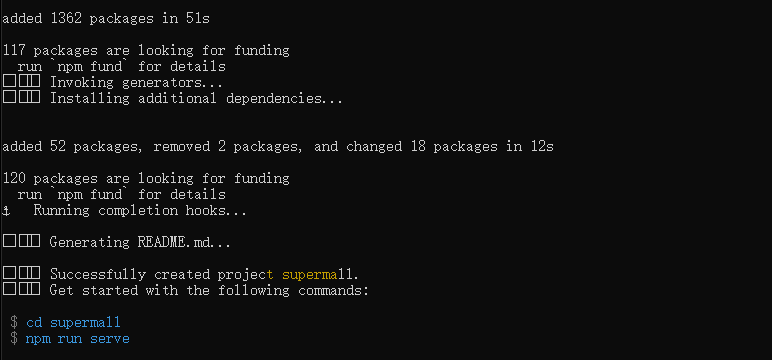 added 1362 packages in 51s
117 packages are looking for funding
run `npm fund` for details
Invoking generators...
Installing additional dependencies...
added 52 packages, removed 2 packages, and changed 18 packages in 12s
120 packages are looking for funding
run `npm fund` for details
⚓ Running completion hooks...
Generating README.md...
Successfully created project supermall.
Get started with the following commands:
$ cd supermall
$ npm run serve